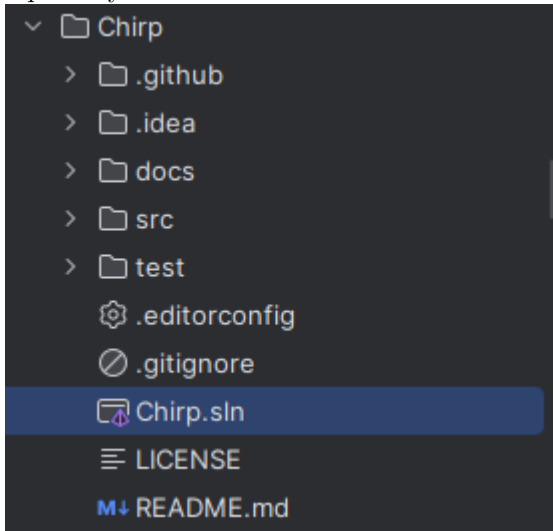 Chirp
.github
.idea
docs
src
test
.editorconfig
.gitignore
Chirp.sln
LICENSE
M↓ README.md